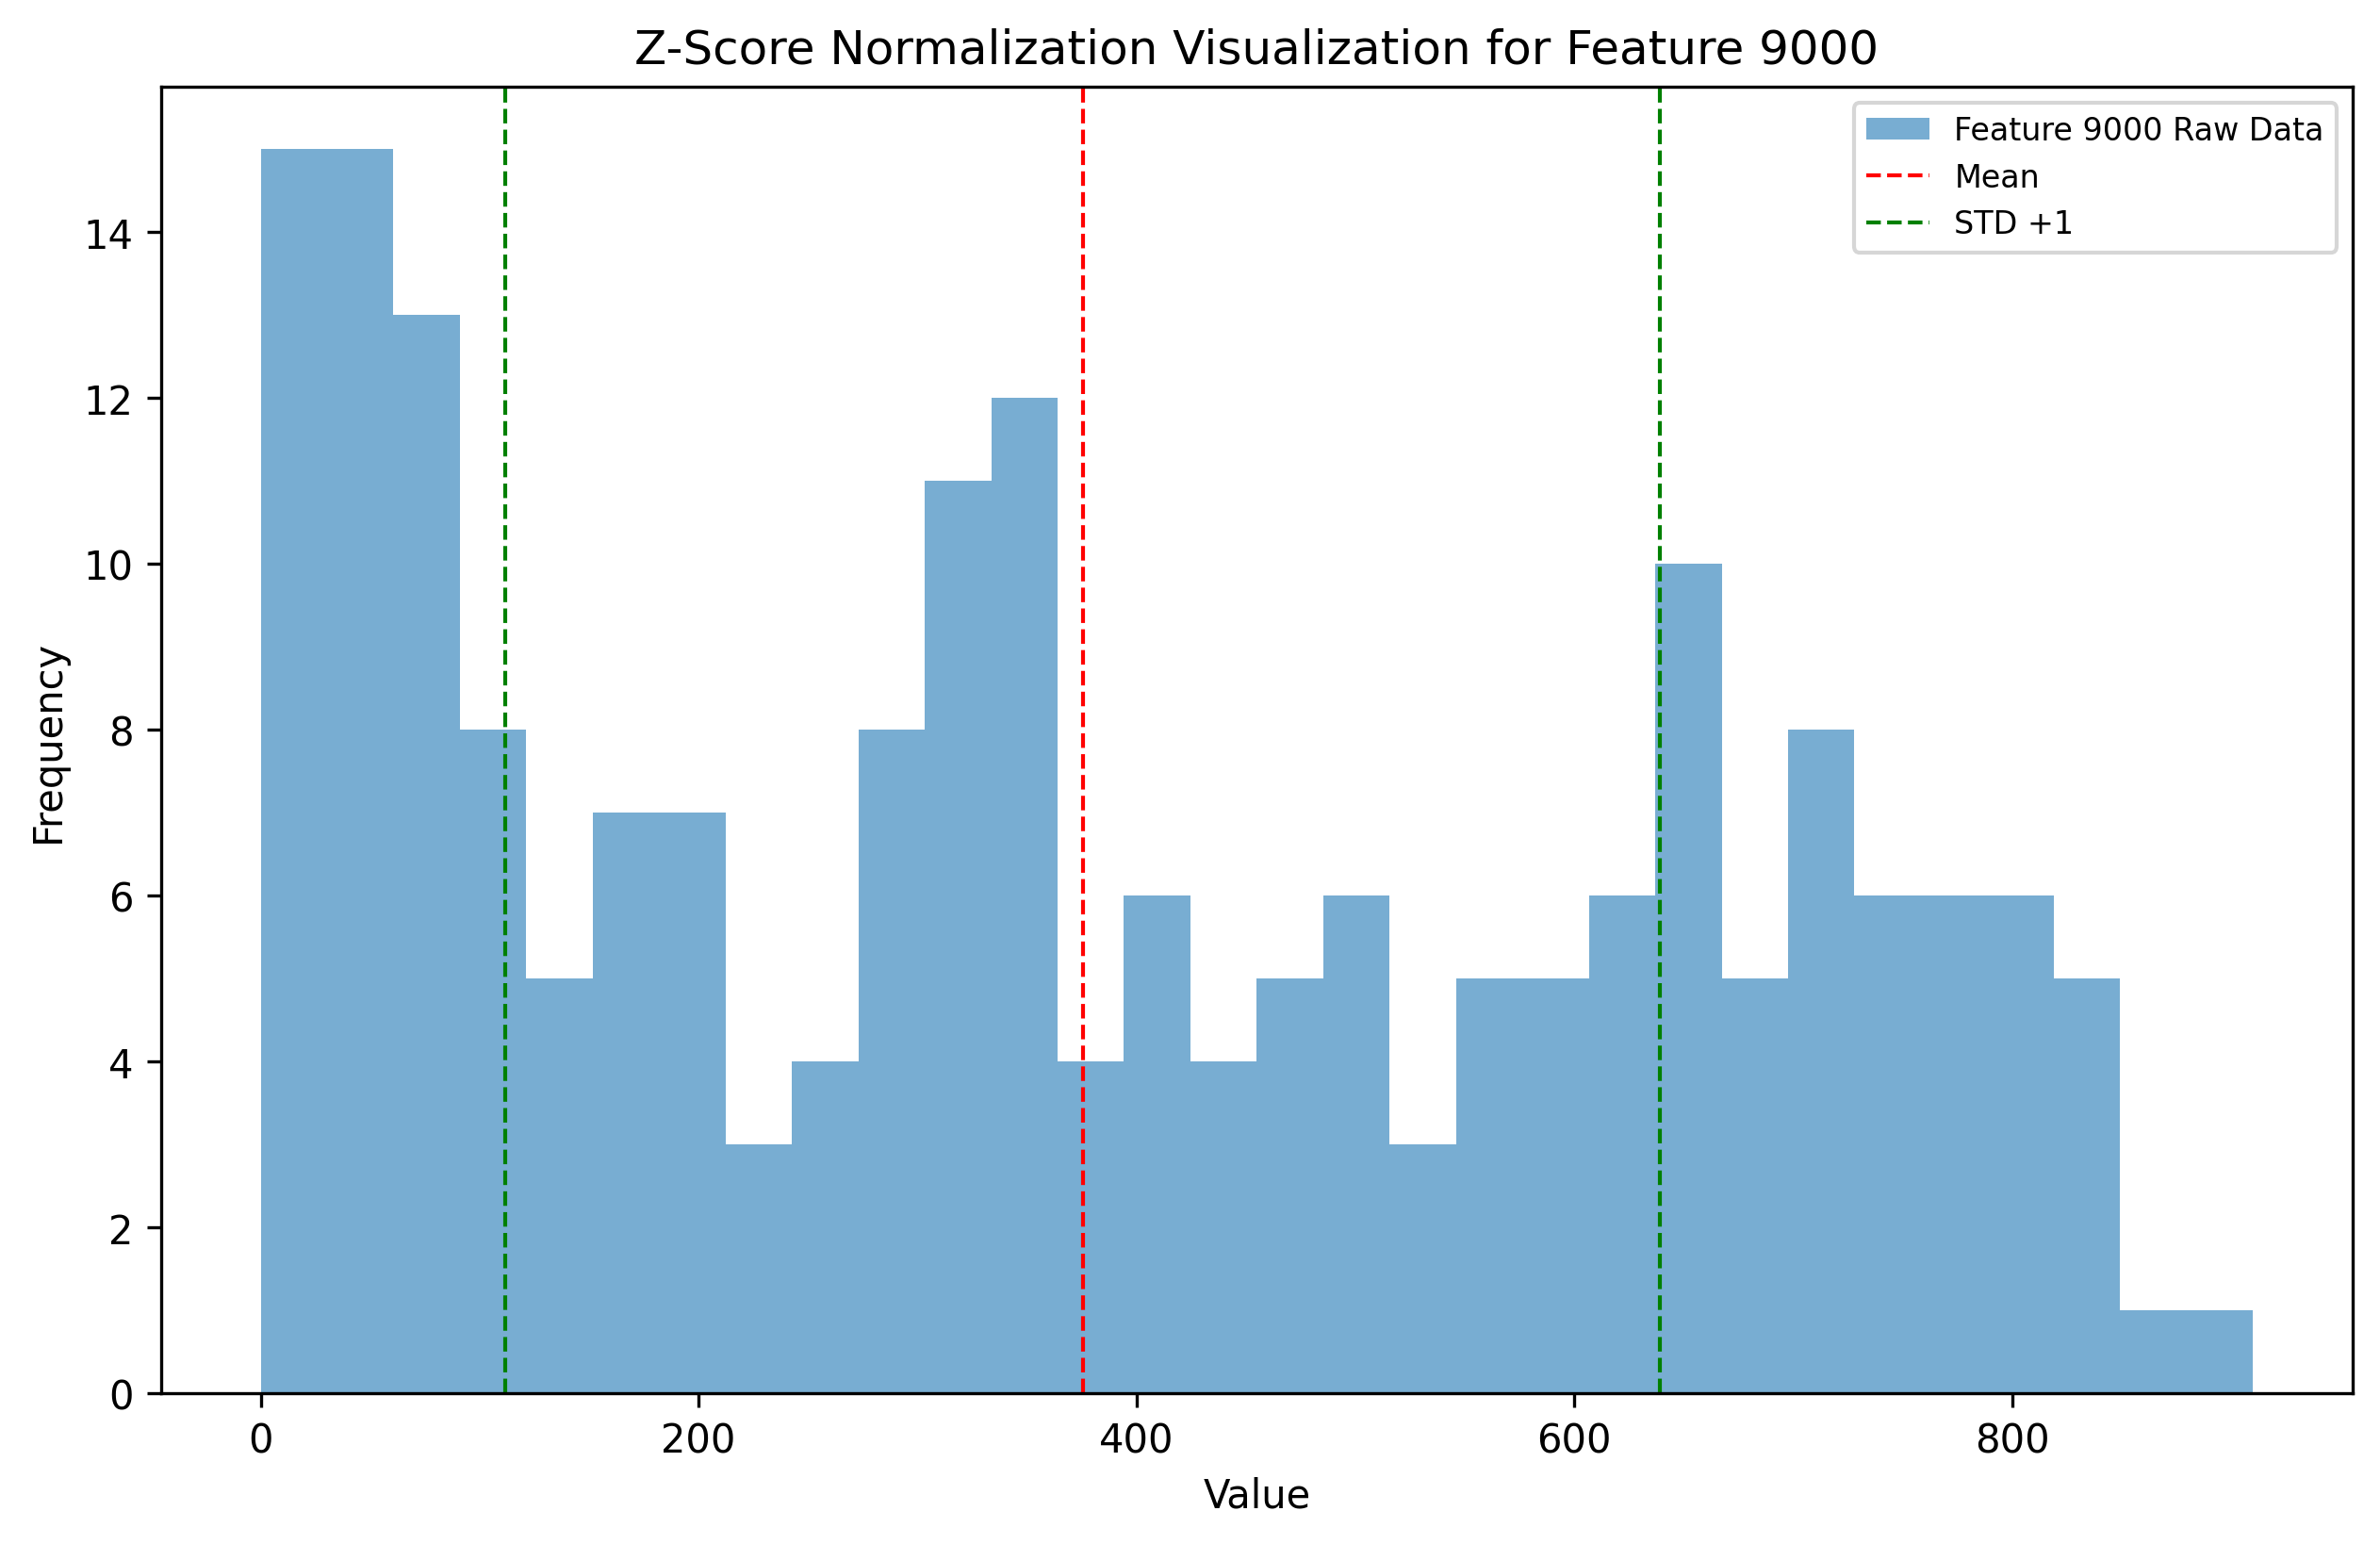 Z-Score Normalization Visualization for Feature 9000
Feature 9000 Raw Data
Mean
STD +1
14
12
10
8
6
4
2
0
Frequency
0 200 400 600 800
Value